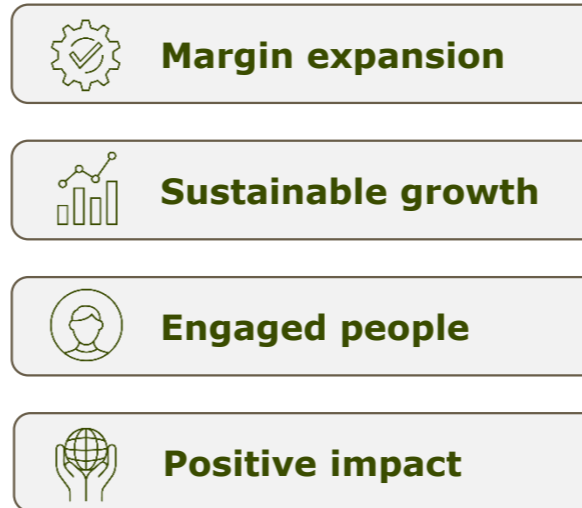 Margin expansion
Sustainable growth
Engaged people
Positive impact